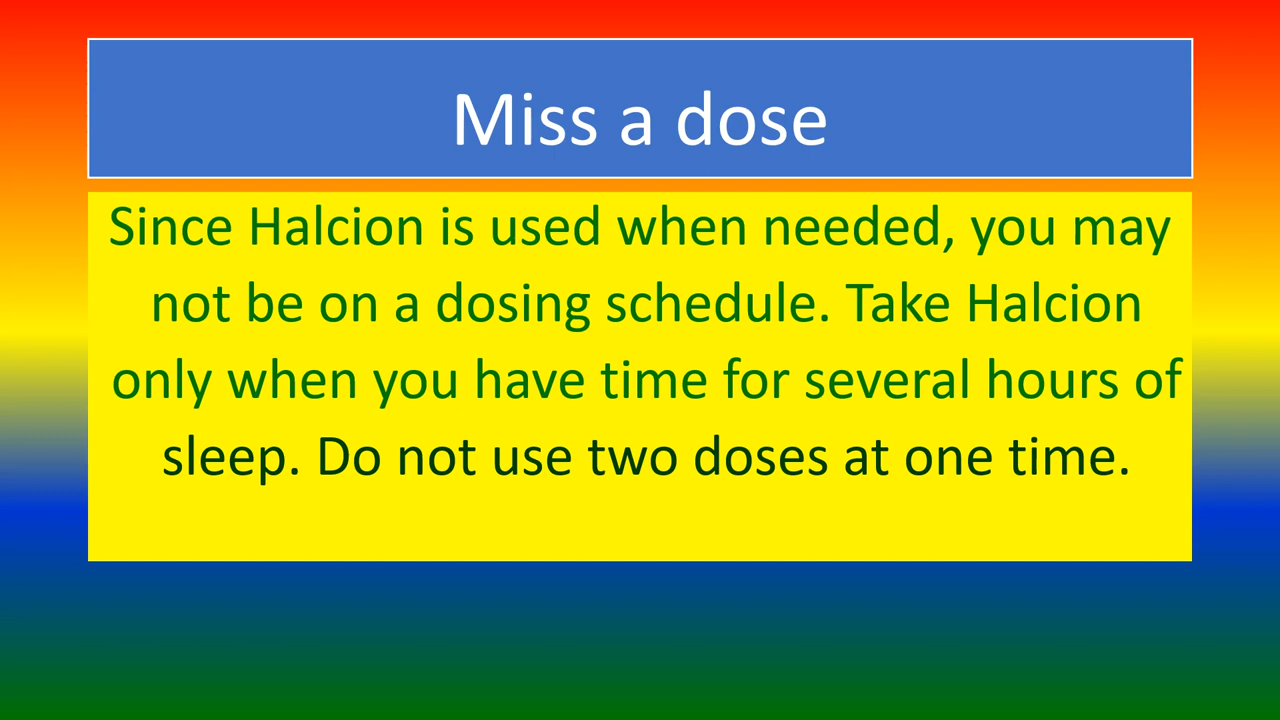 Miss a dose
Since Halcion is used when needed, you may
not be on a dosing schedule. Take Halcion
only when you have time for several hours of
sleep. Do not use two doses at one time.